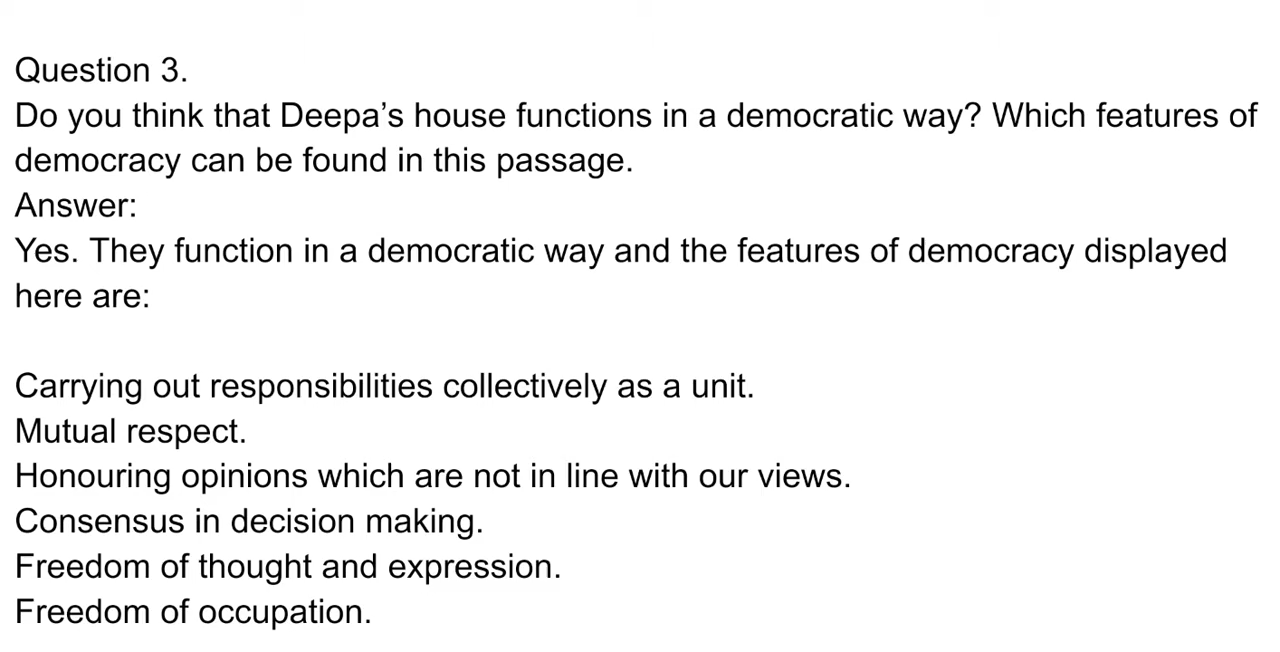 Question 3.
Do you think that Deepa’s house functions in a democratic way? Which features of
democracy can be found in this passage.
Answer:
Yes. They function in a democratic way and the features of democracy displayed
here are:
Carrying out responsibilities collectively as a unit.
Mutual respect.
Honouring opinions which are not in line with our views.
Consensus in decision making.
Freedom of thought and expression.
Freedom of occupation.